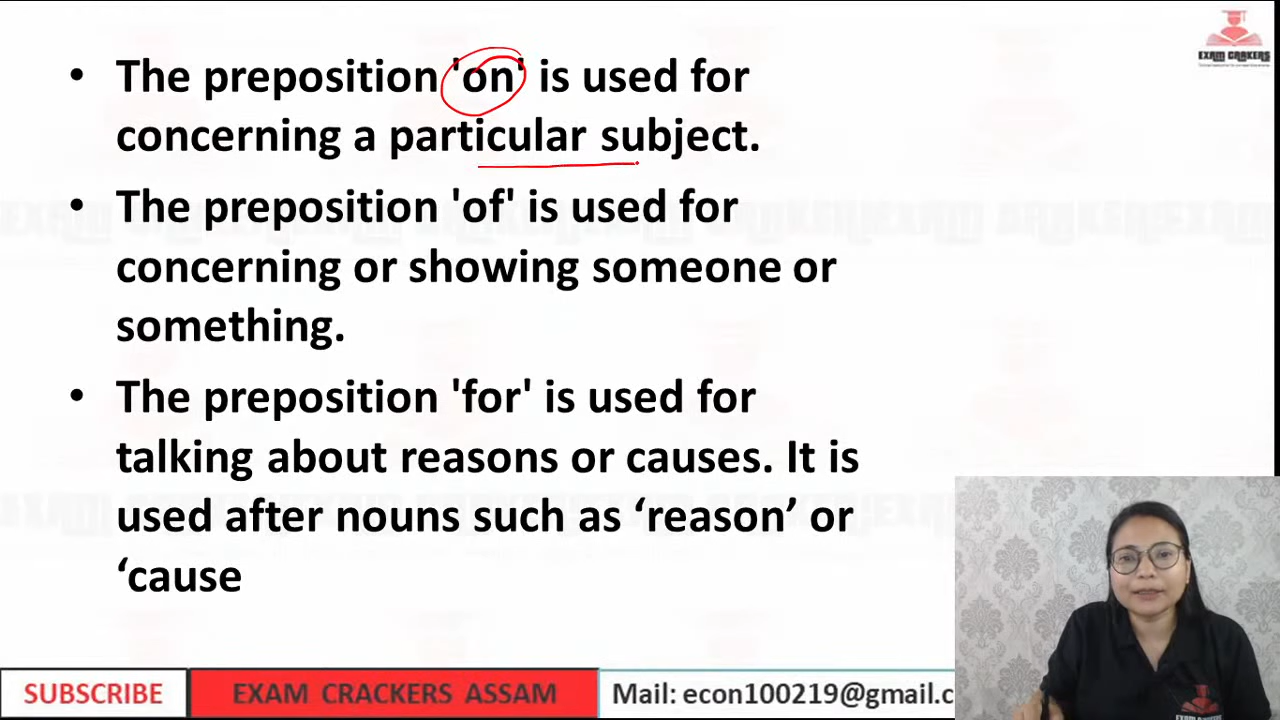 • The preposition 'on' is used for
concerning a particular subject.
• The preposition 'of' is used for
concerning or showing someone or
something.
• The preposition 'for' is used for
talking about reasons or causes. It is
used after nouns such as ‘reason’ or
‘cause
EXAM CRAKERS
SUBSCRIBE
EXAM CRACKERS ASSAM
Mail: econ100219@gmail.c